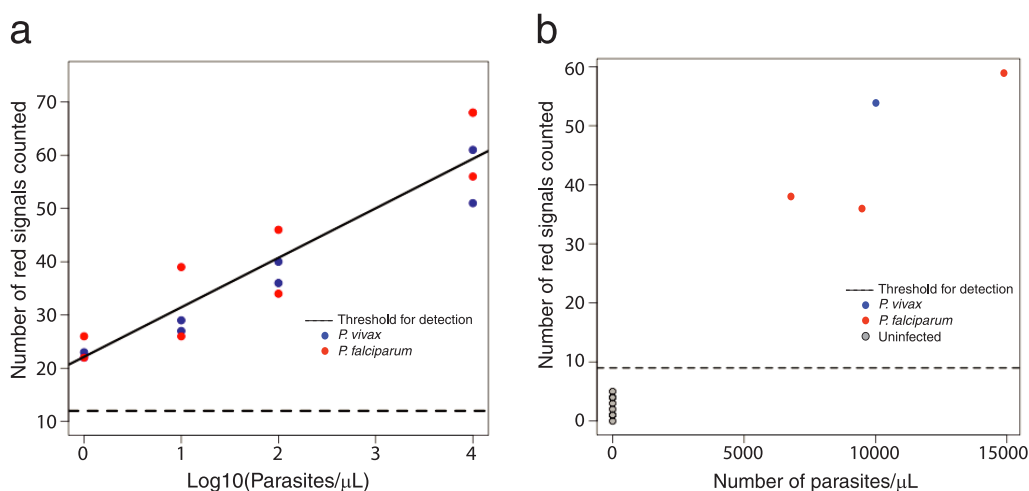 a
Number of red signals counted
70
60
50
40
30
20
10
Threshold for detection
P. vivax
P. falciparum
0 1 2 3 4
Log10(Parasites/μL)
b
Number of red signals counted
60
50
40
30
20
10
0
Threshold for detection
P. vivax
P. falciparum
Uninfected
5000 10000 15000
Number of parasites/μL